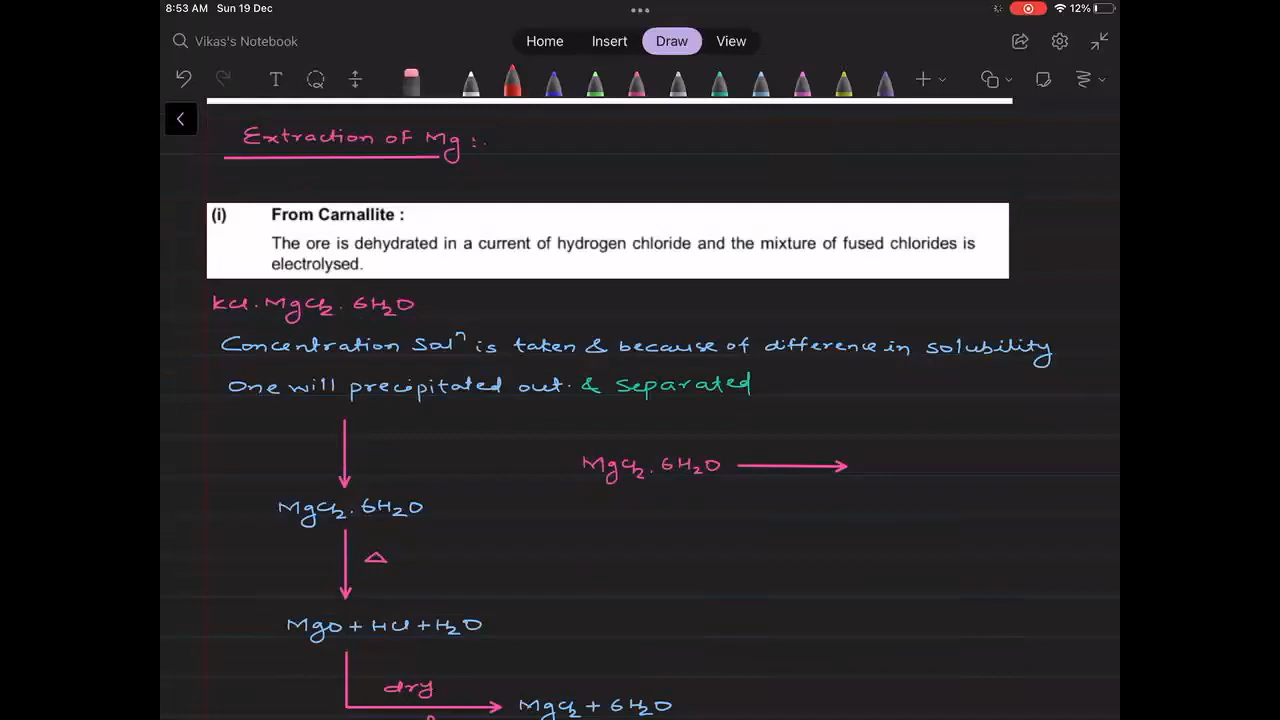 8:53 AM Sun 19 Dec
12%
Vikas's Notebook
Home Insert Draw View
Extraction of Mg :-
(i) From Carnallite :
The ore is dehydrated in a current of hydrogen chloride and the mixture of fused chlorides is
electrolysed.
KCl. MgCl2. 6H2O
Concentration Solⁿ is taken & because of difference in solubility
One will precipitated out. & Separated
MgCl2. 6H2O
MgCl2. 6H2O
Δ
MgO + HCl + H2O
dry
MgCl2 + 6H2O